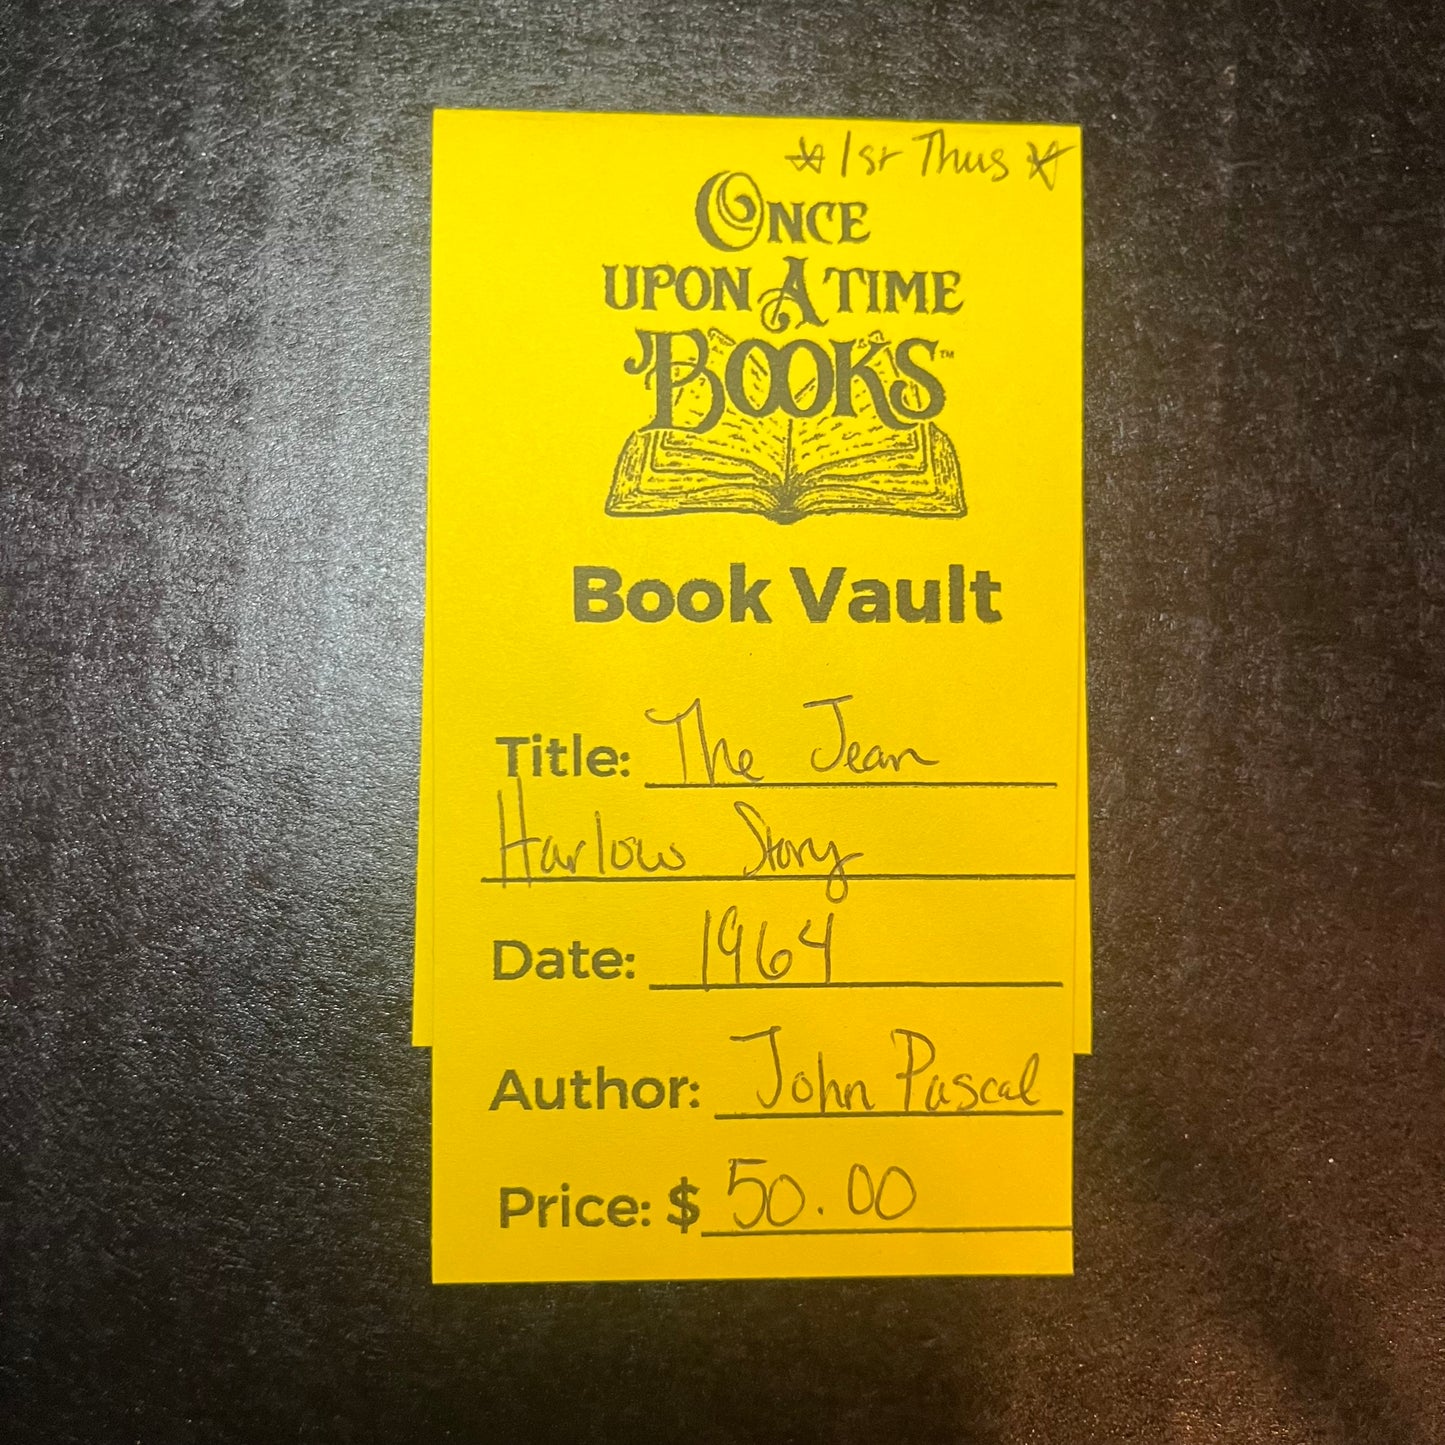 ☆ 1st Thus ☆
ONCE
UPON A TIME
BOOKS™
Book Vault
Title: The Jean
Harlow Story
Date: 1964
Author: John Pascal
Price: $ 50.00